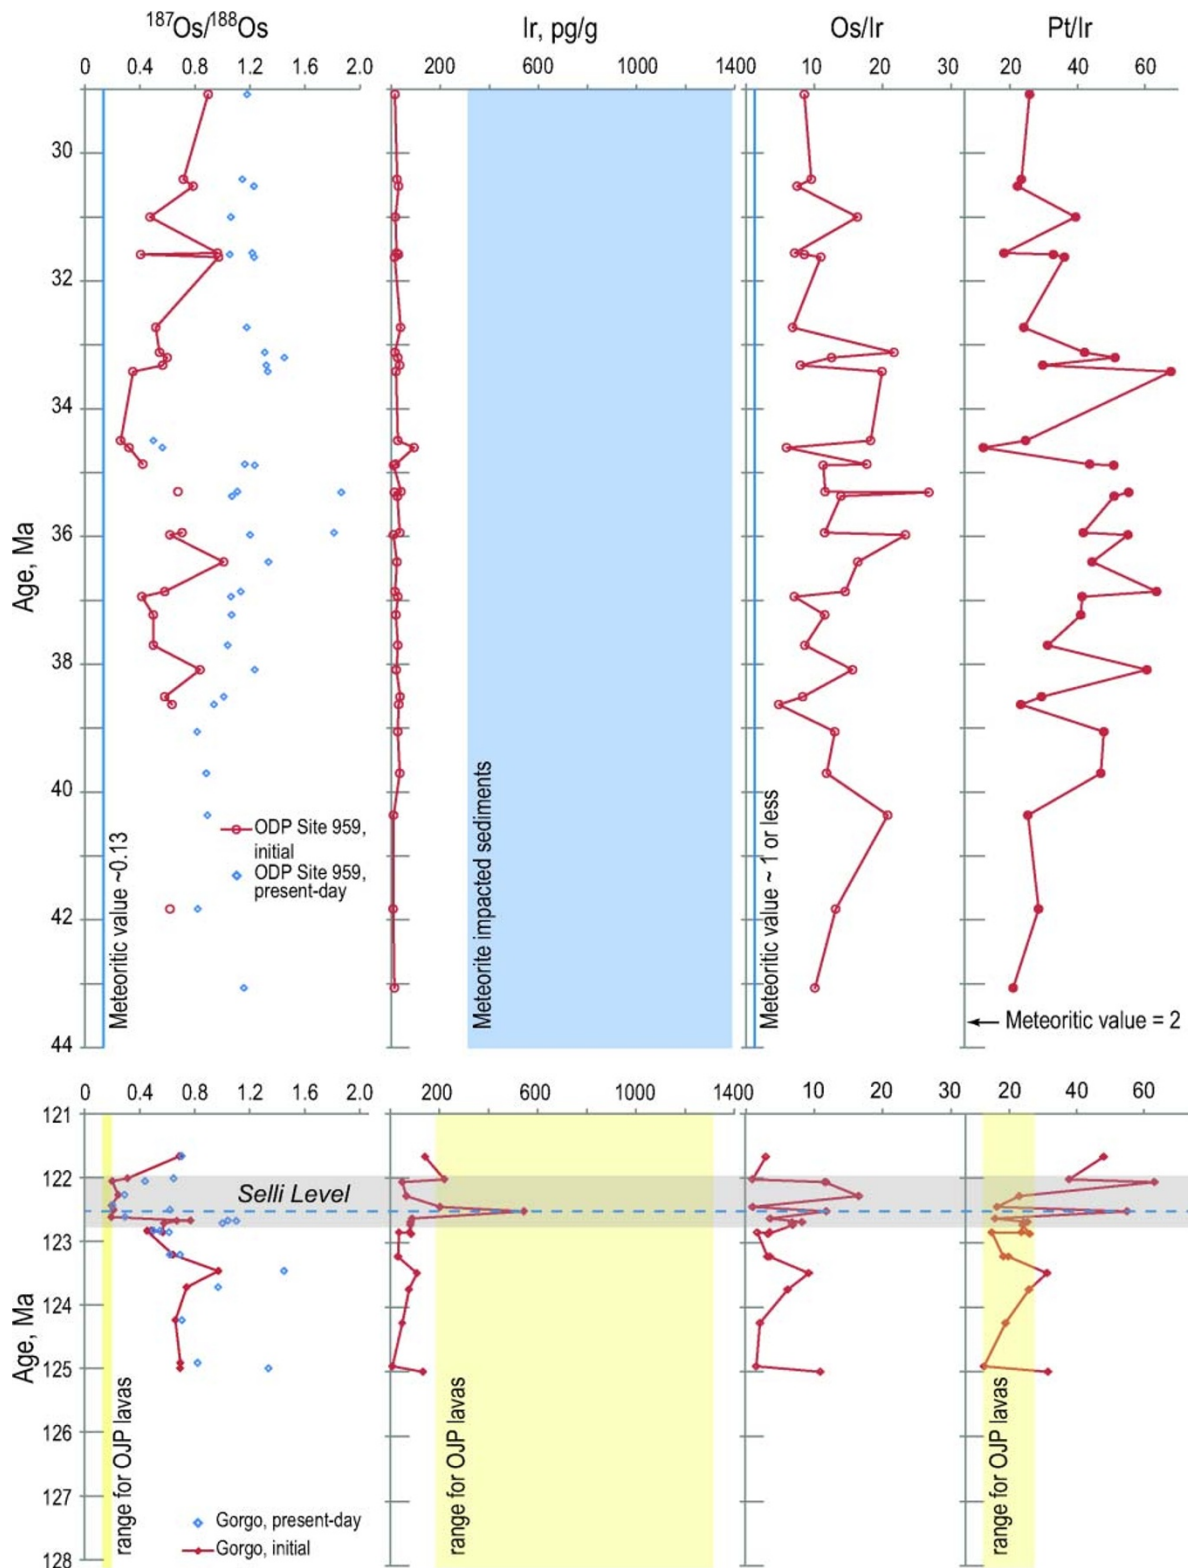 187Os/188Os
Ir, pg/g
Os/Ir
Pt/Ir
0 0.4 0.8 1.2 1.6 2.0
0 200 600 1000 1400
0 10 20 30
20 40 60
30
32
34
36
38
40
42
44
Age, Ma
Meteoritic value ~0.13
ODP Site 959,
initial
ODP Site 959,
present-day
Meteorite impacted sediments
Meteoritic value ~ 1 or less
Meteoritic value = 2
0 0.4 0.8 1.2 1.6 2.0
0 200 600 1000 1400
0 10 20 30
20 40 60
121
122
123
124
125
126
127
128
Age, Ma
Selli Level
range for OJP lavas
range for OJP lavas
range for OJP lavas
Gorgo, present-day
Gorgo, initial